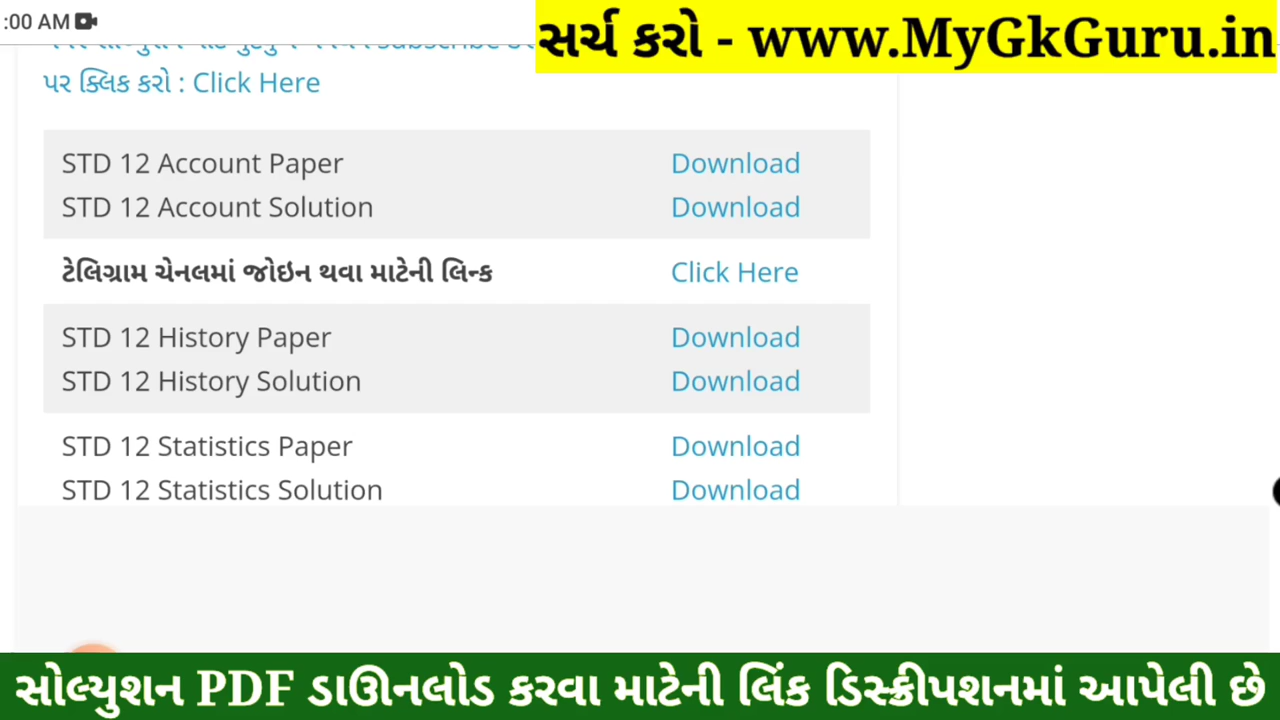 :00 AM
સર્ચ કરો - www.MyGkGuru.in
Subscribe
પર ક્લિક કરો : Click Here
STD 12 Account Paper Download
STD 12 Account Solution Download
ટેલિગ્રામ ચેનલમાં જોઇન થવા માટેની લિન્ક Click Here
STD 12 History Paper Download
STD 12 History Solution Download
STD 12 Statistics Paper Download
STD 12 Statistics Solution Download
સોલ્યુશન PDF ડાઊનલોડ કરવા માટેની લિંક ડિસ્ક્રીપશનમાં આપેલી છે